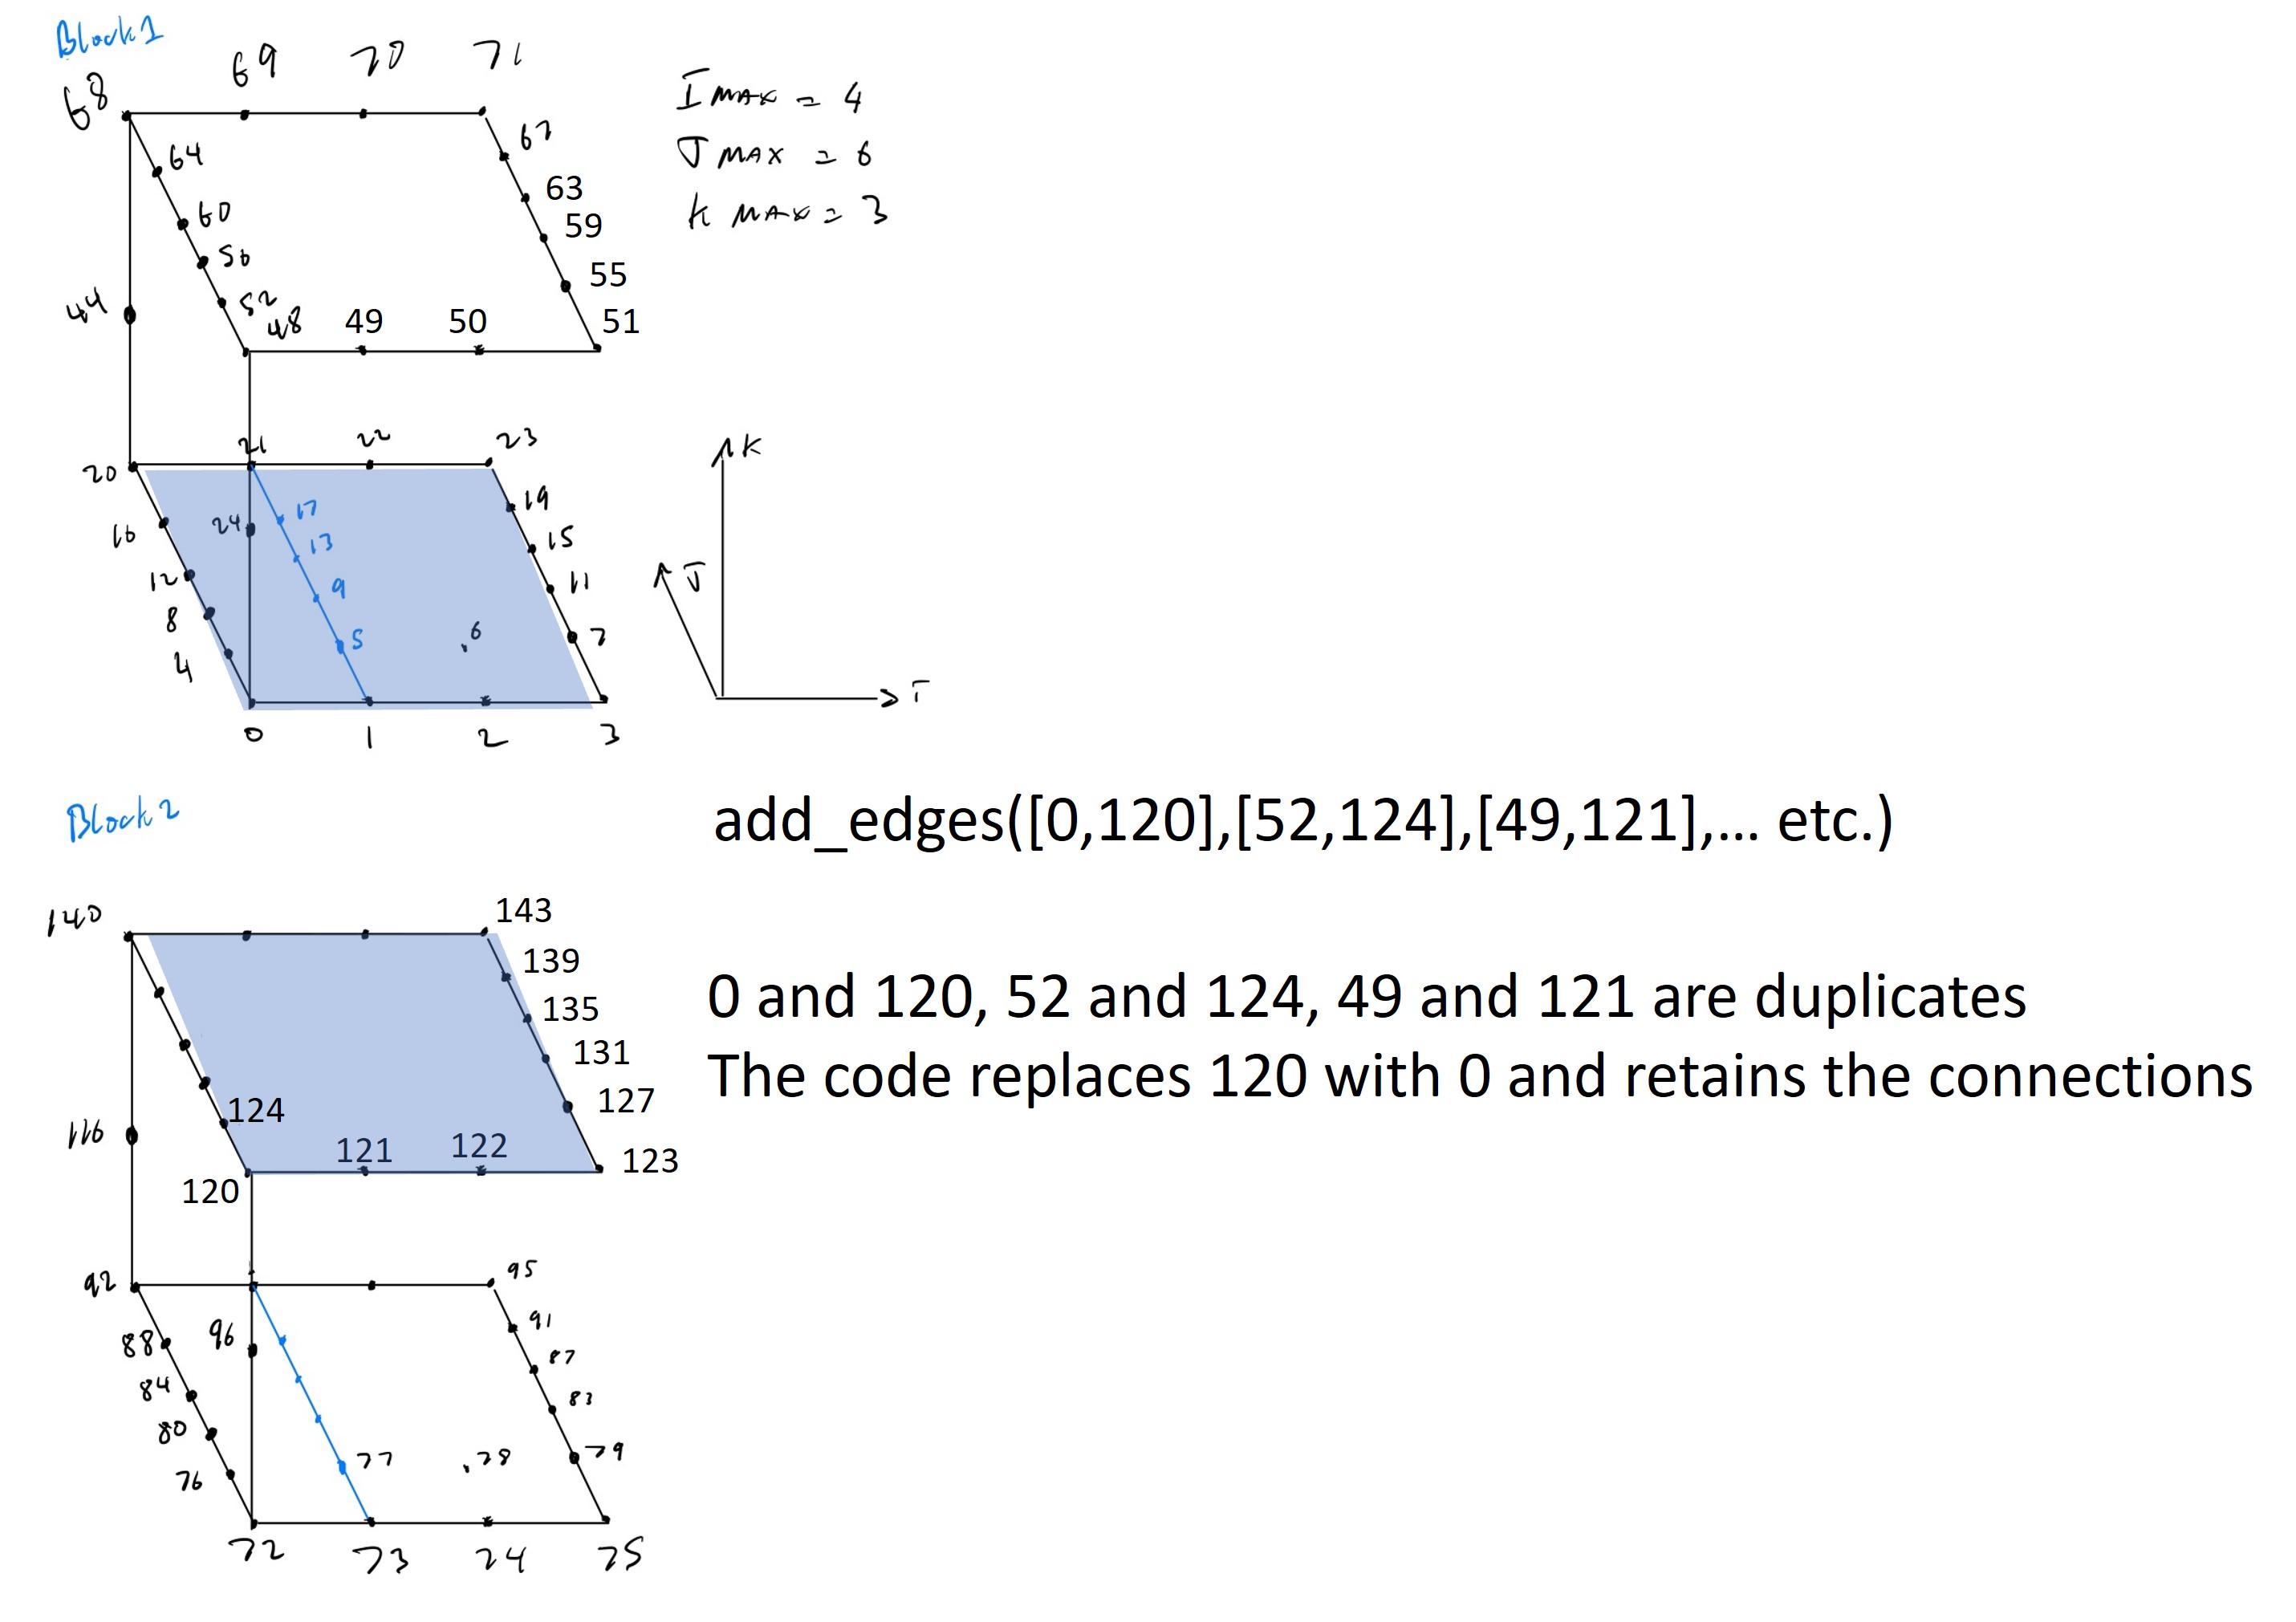 Block 1
68 69 70 71
64 67
60 63
56 59
52 55
44
48 49 50 51
IMAX = 4
JMAX = 6
KMAX = 3
20 21 22 23
16 24 17 19
12 13 15
8 9 11
4 5 6 7
0 1 2 3
K
J
I
Block 2
add_edges([0,120],[52,124],[49,121],... etc.)
0 and 120, 52 and 124, 49 and 121 are duplicates
The code replaces 120 with 0 and retains the connections
140 143
139
135
131
116 124 127
120 121 122 123
92 95
88 96 91
84 87
80 83
76 77 78 79
72 73 74 75